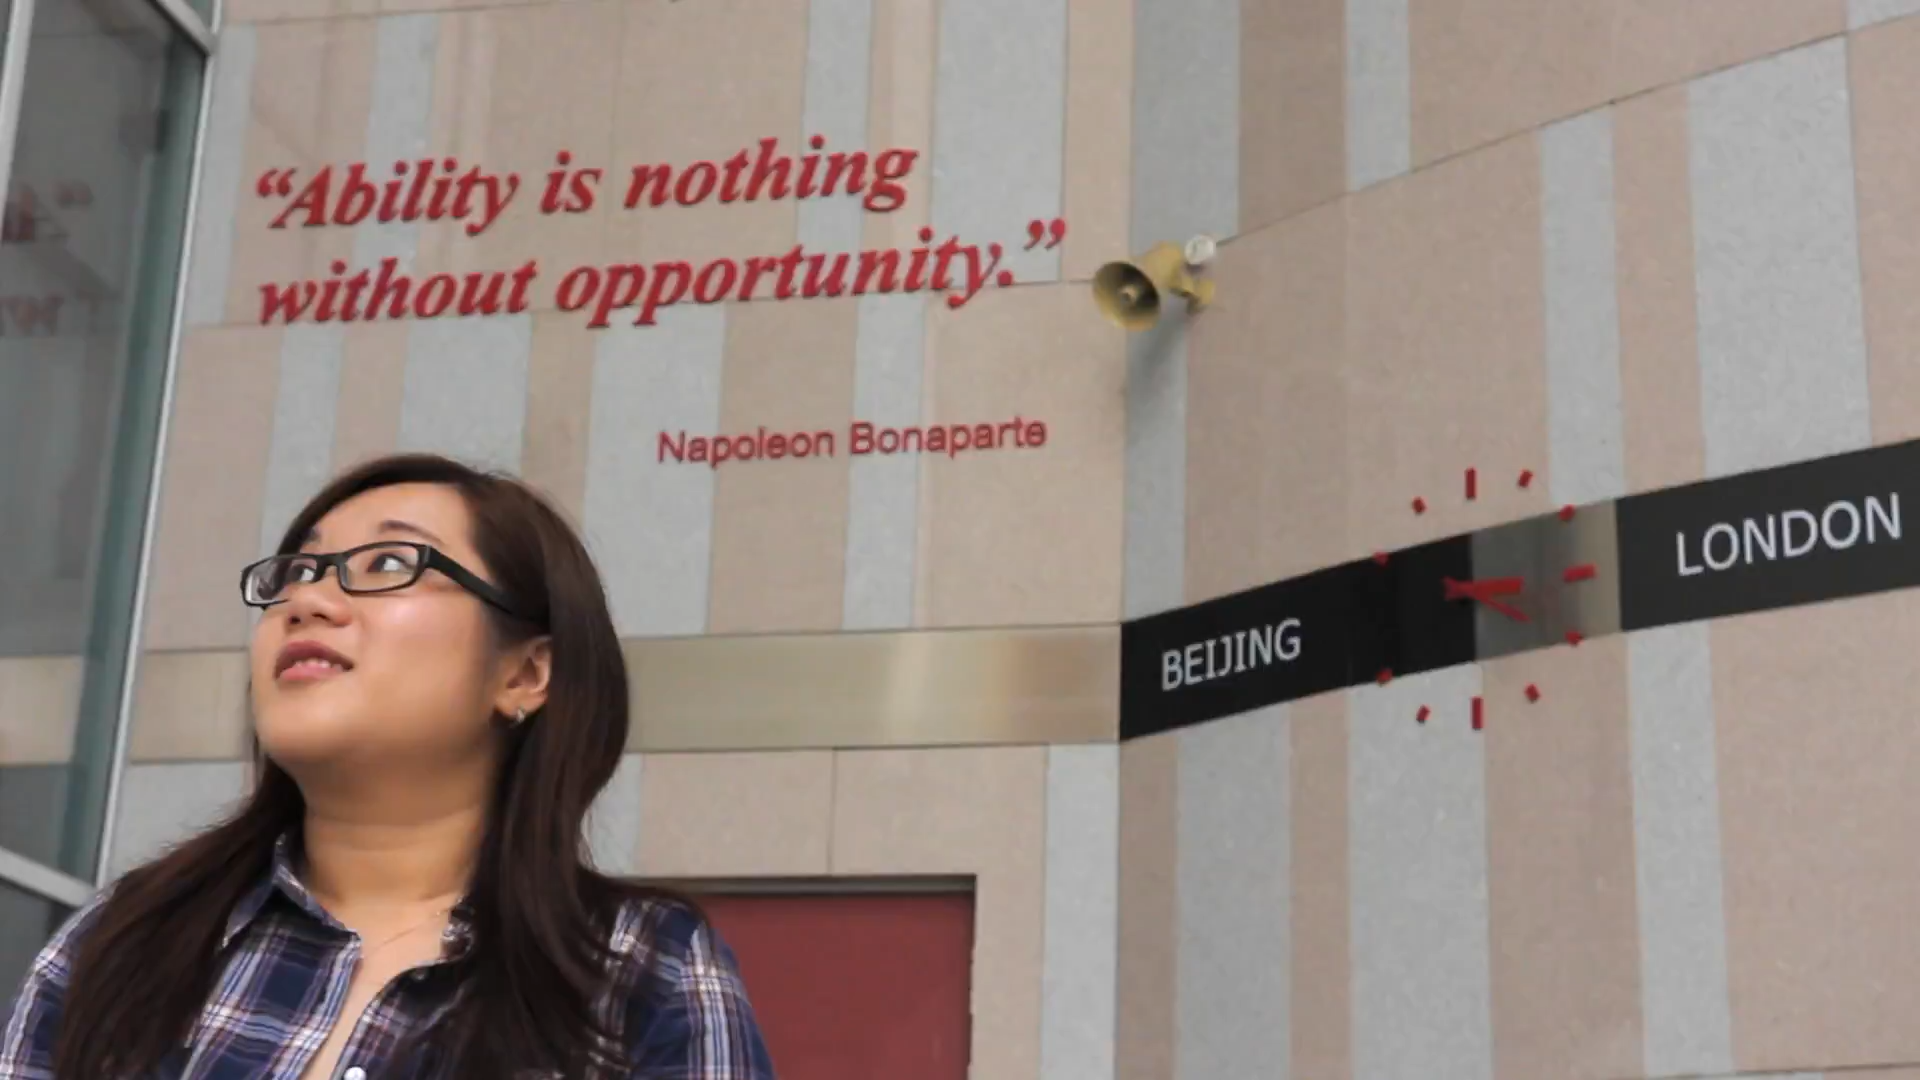 “Ability is nothing
without opportunity.”
Napoleon Bonaparte
BEIJING
LONDON